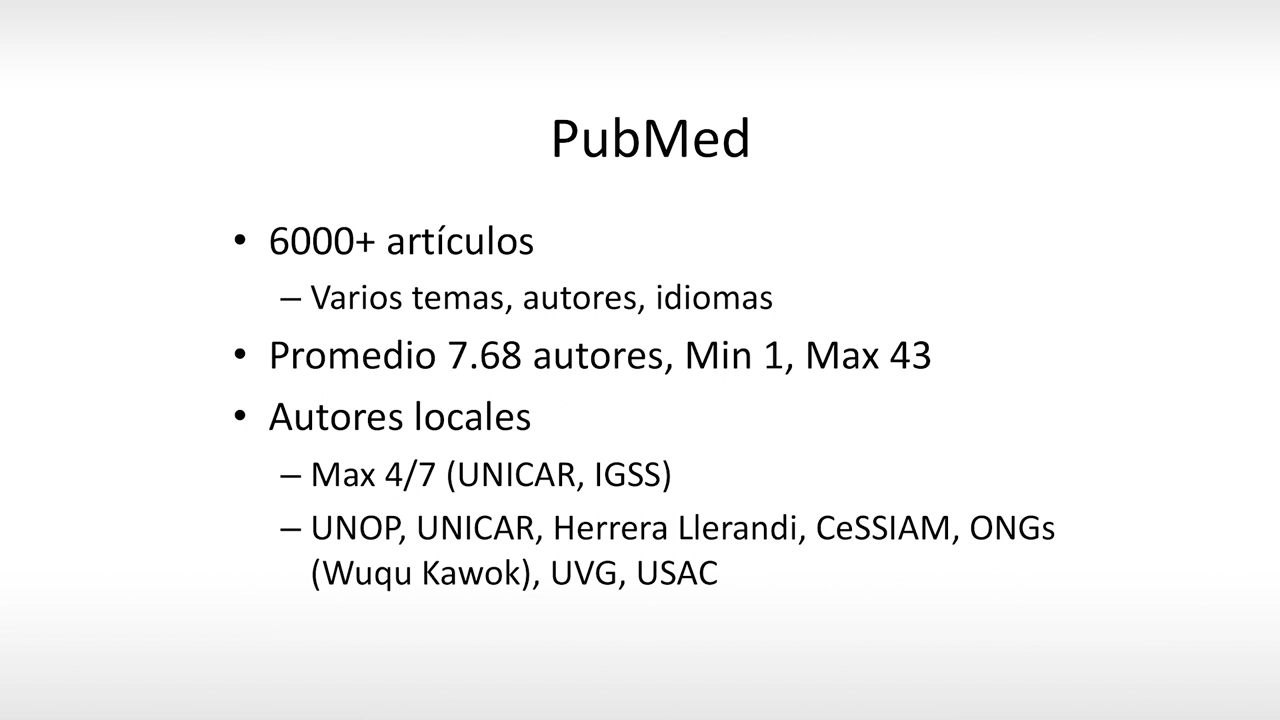 PubMed
• 6000+ artículos
– Varios temas, autores, idiomas
• Promedio 7.68 autores, Min 1, Max 43
• Autores locales
– Max 4/7 (UNICAR, IGSS)
– UNOP, UNICAR, Herrera Llerandi, CeSSIAM, ONGs
(Wuqu Kawok), UVG, USAC